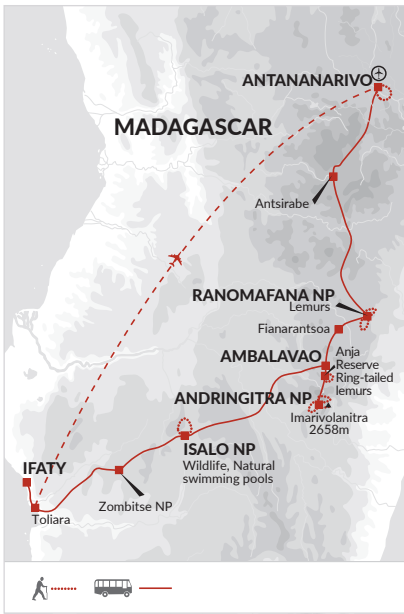 ANTANANARIVO
MADAGASCAR
Antsirabe
RANOMAFANA NP
Lemurs
Fianarantsoa
AMBALAVAO
Anja
Reserve
Ring-tailed
lemurs
ANDRINGITRA NP
Imarivolanitra
2658m
ISALO NP
Wildlife, Natural
swimming pools
IFATY
Zombitse NP
Toliara